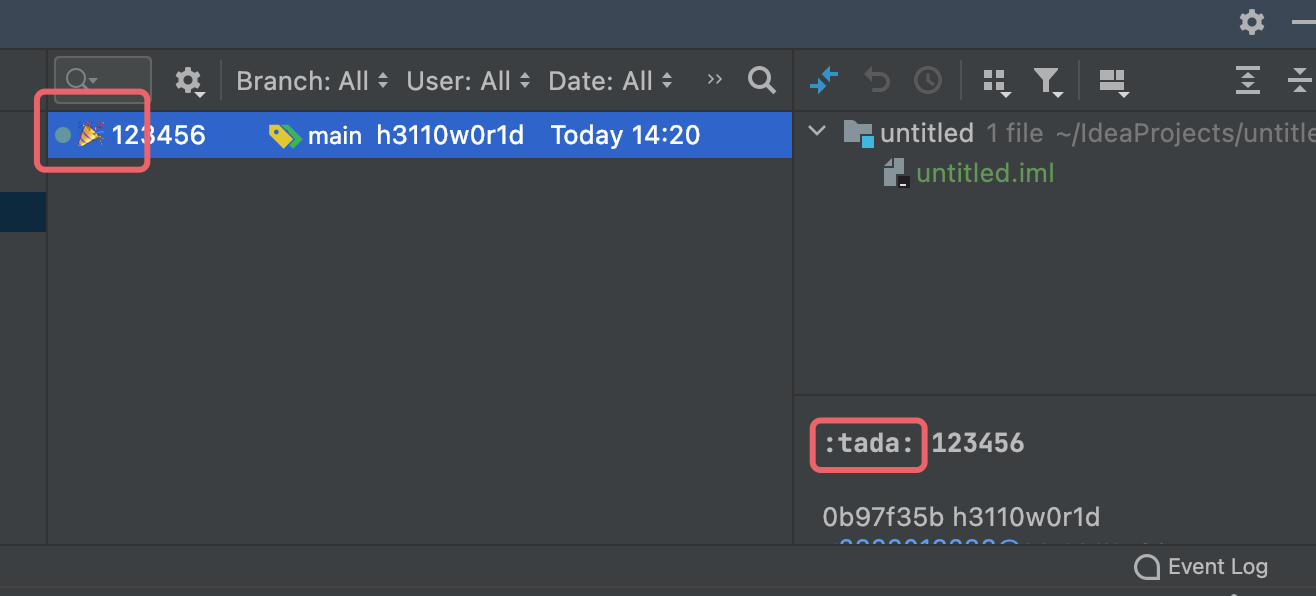 Branch: All User: All Date: All
🎉 123456 main h3110w0r1d Today 14:20
untitled 1 file ~/IdeaProjects/untitle
untitled.iml
:tada: 123456
0b97f35b h3110w0r1d
Event Log